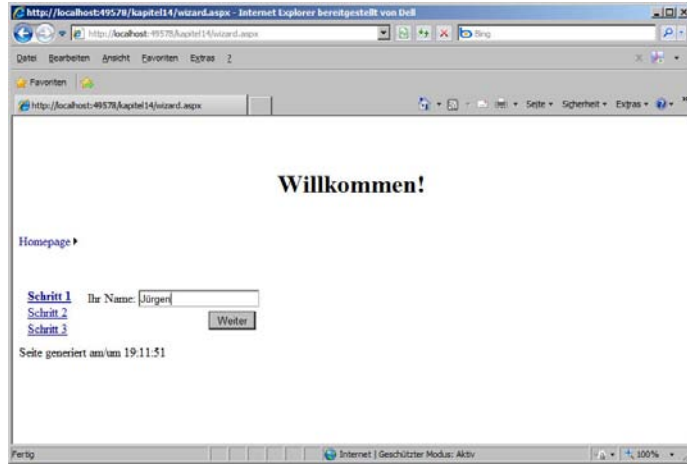 http://localhost:49578/kapitel14/wizard.aspx - Internet Explorer bereitgestellt von Dell
http://localhost:49578/kapitel14/wizard.aspx
Bing
Datei Bearbeiten Ansicht Favoriten Extras ?
Favoriten
http://localhost:49578/kapitel14/wizard.aspx
Seite Sicherheit Extras
Willkommen!
Homepage
Schritt 1 Ihr Name: Jürgen
Schritt 2 Weiter
Schritt 3
Seite generiert am/um 19:11:51
Fertig Internet | Geschützter Modus: Aktiv 100%